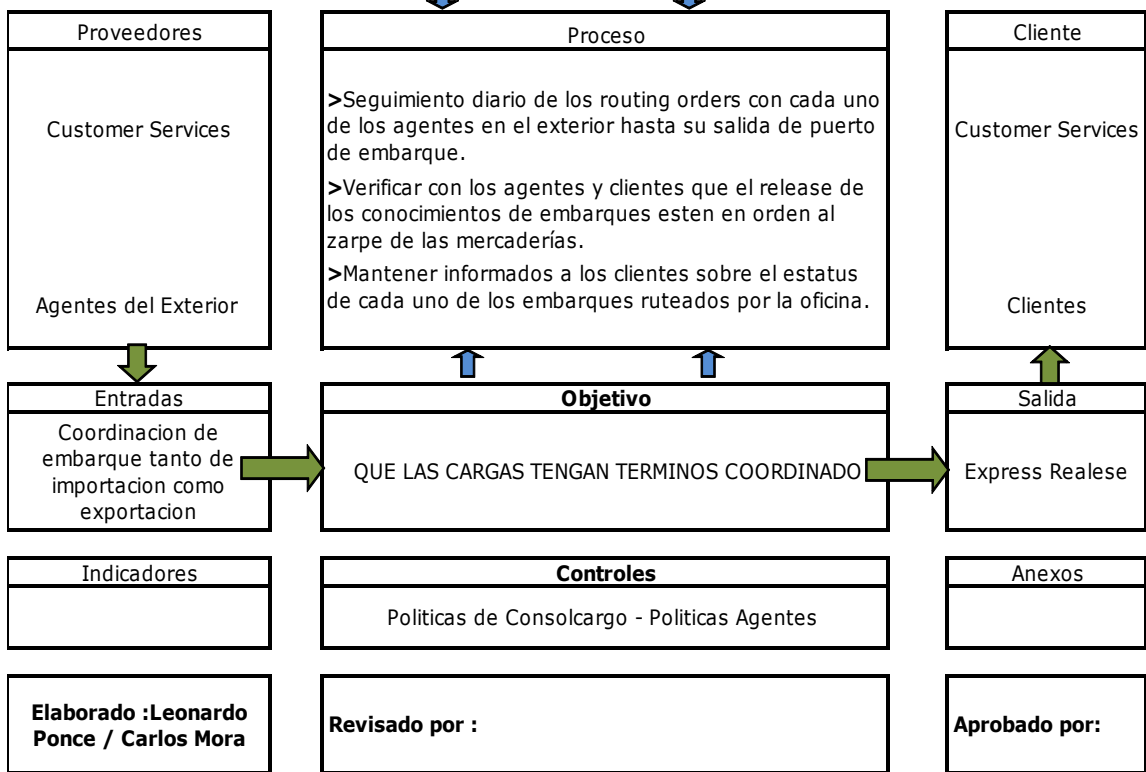 Proveedores
Customer Services
Agentes del Exterior
Proceso
>Seguimiento diario de los routing orders con cada uno
de los agentes en el exterior hasta su salida de puerto
de embarque.
>Verificar con los agentes y clientes que el release de
los conocimientos de embarques esten en orden al
zarpe de las mercaderías.
>Mantener informados a los clientes sobre el estatus
de cada uno de los embarques ruteados por la oficina.
Cliente
Customer Services
Clientes
Entradas
Coordinacion de
embarque tanto de
importacion como
exportacion
Objetivo
QUE LAS CARGAS TENGAN TERMINOS COORDINADO
Salida
Express Realese
Indicadores
Controles
Politicas de Consolcargo - Politicas Agentes
Anexos
Elaborado :Leonardo
Ponce / Carlos Mora
Revisado por :
Aprobado por: